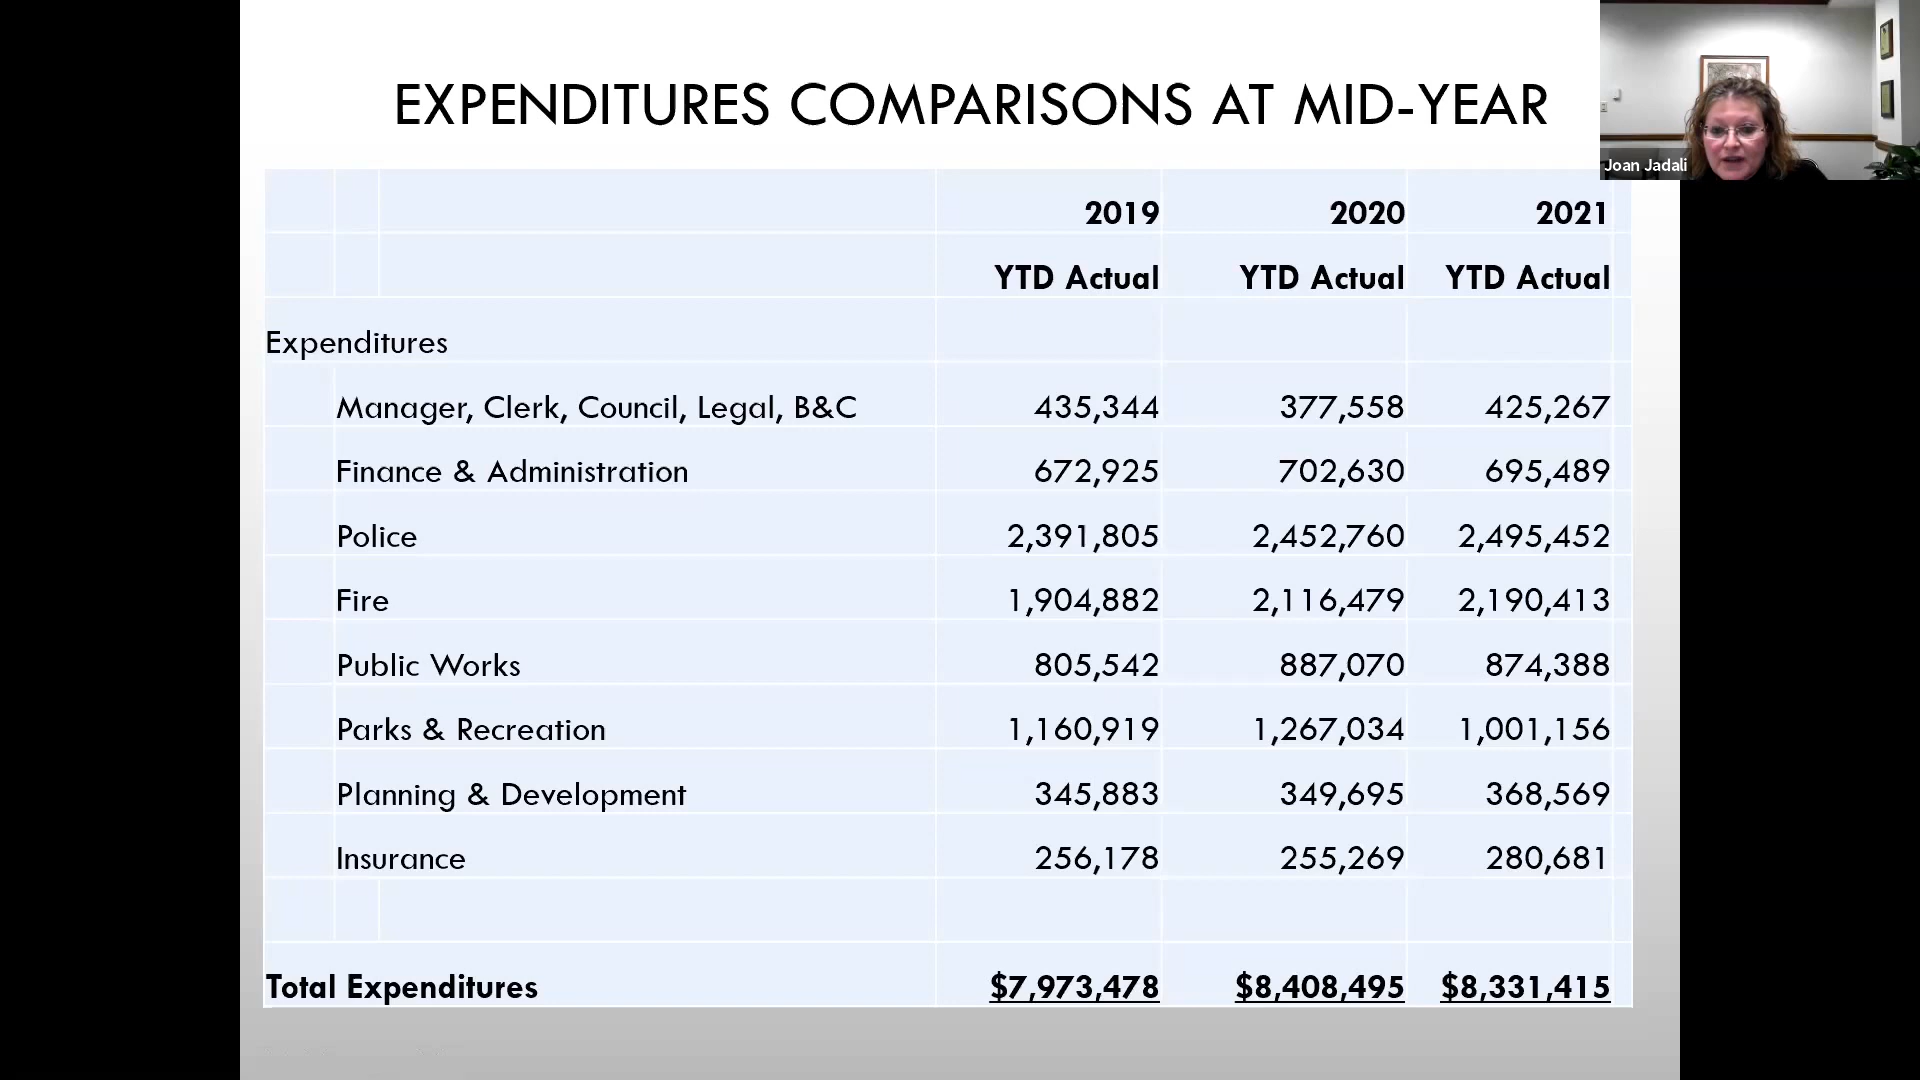 EXPENDITURES COMPARISONS AT MID-YEAR
Joan Jadali
2019 2020 2021
YTD Actual YTD Actual YTD Actual
Expenditures
Manager, Clerk, Council, Legal, B&C 435,344 377,558 425,267
Finance & Administration 672,925 702,630 695,489
Police 2,391,805 2,452,760 2,495,452
Fire 1,904,882 2,116,479 2,190,413
Public Works 805,542 887,070 874,388
Parks & Recreation 1,160,919 1,267,034 1,001,156
Planning & Development 345,883 349,695 368,569
Insurance 256,178 255,269 280,681
Total Expenditures $7,973,478 $8,408,495 $8,331,415